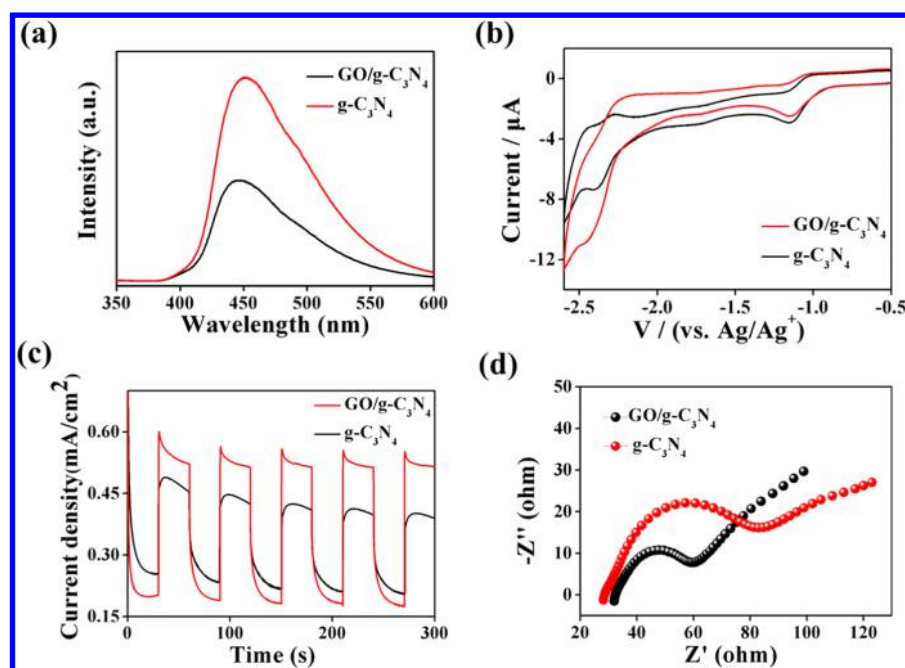 (a)
GO/g-C₃N₄
g-C₃N₄
Intensity (a.u.)
350 400 450 500 550 600
Wavelength (nm)
(b)
0
-4
-8
-12
Current / μA
GO/g-C₃N₄
g-C₃N₄
-2.5 -2.0 -1.5 -1.0 -0.5
V / (vs. Ag/Ag⁺)
(c)
GO/g-C₃N₄
g-C₃N₄
0.60
0.45
0.30
0.15
Current density(mA/cm²)
0 100 200 300
Time (s)
(d)
50
40
30
20
10
0
-Z'' (ohm)
GO/g-C₃N₄
g-C₃N₄
20 40 60 80 100 120
Z' (ohm)